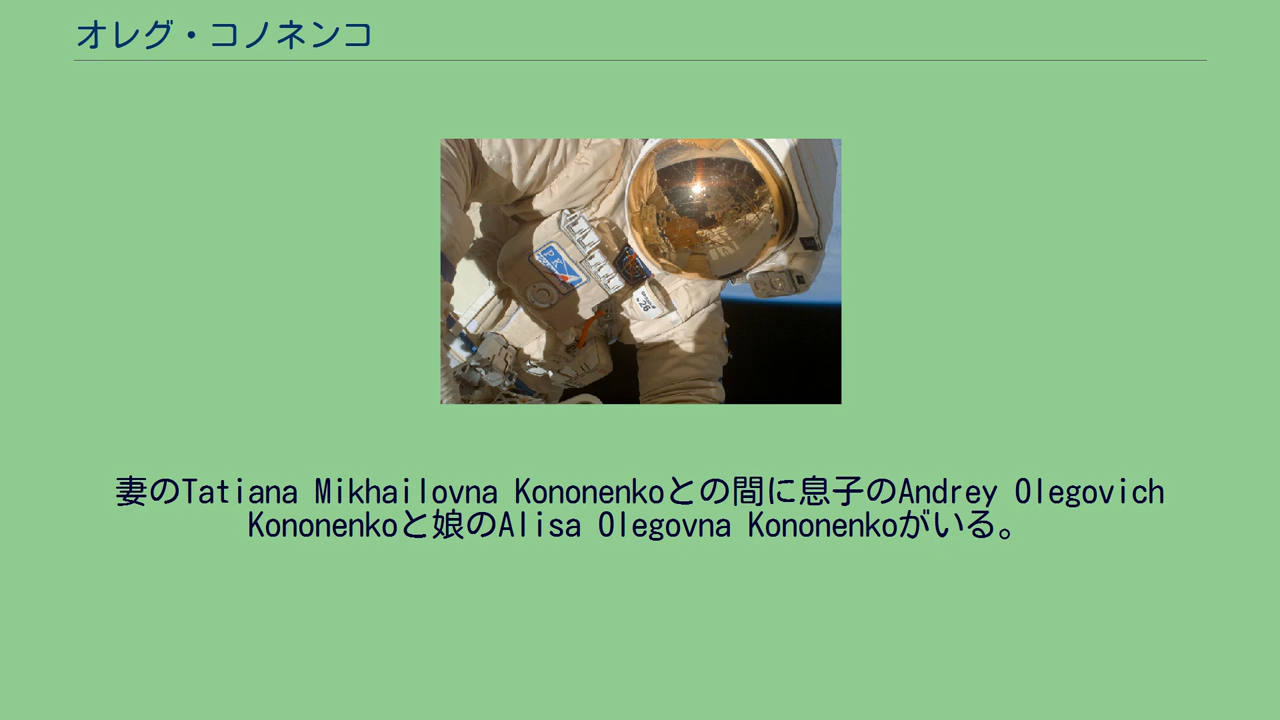 オレグ・コノネンコ
妻のTatiana Mikhailovna Kononenkoとの間に息子のAndrey Olegovich
Kononenkoと娘のAlisa Olegovna Kononenkoがいる。